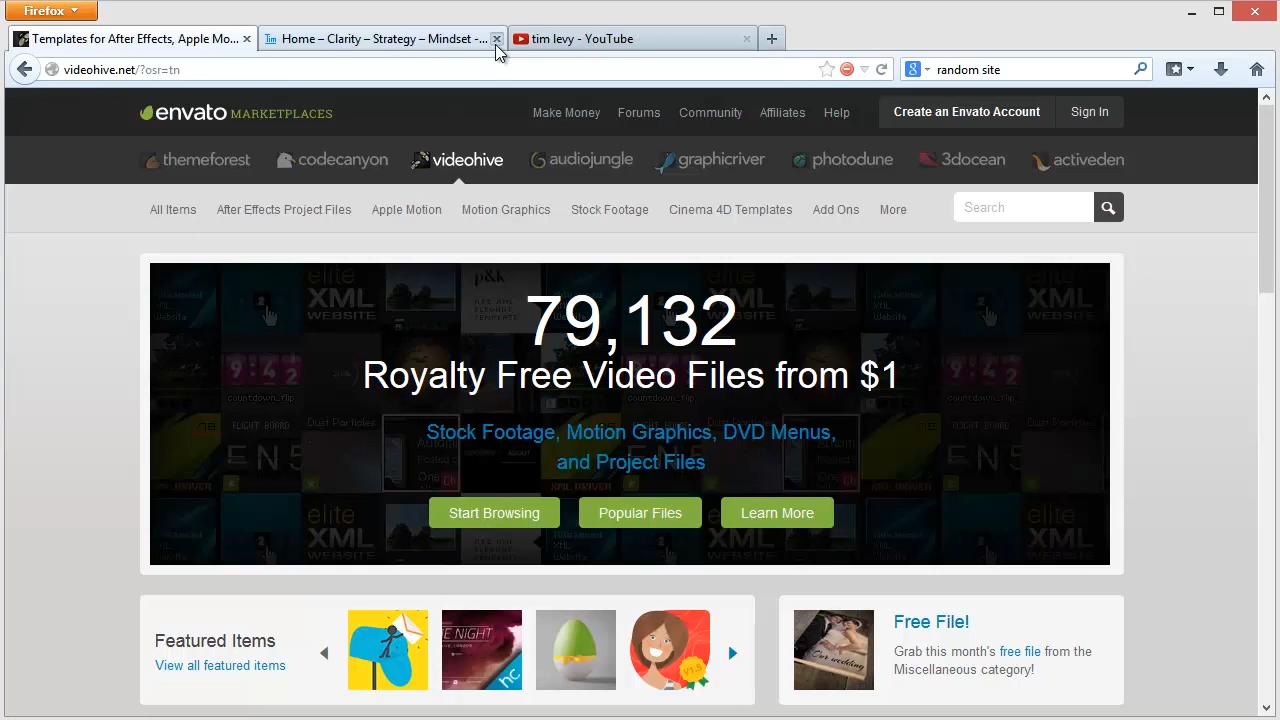 Firefox
Templates for After Effects, Apple Mo...
Home – Clarity – Strategy – Mindset -...
tim levy - YouTube
videohive.net/?osr=tn
random site
envato MARKETPLACES
Make Money
Forums
Community
Affiliates
Help
Create an Envato Account
Sign In
themeforest
codecanyon
videohive
audiojungle
graphicriver
photodune
3docean
activeden
All Items
After Effects Project Files
Apple Motion
Motion Graphics
Stock Footage
Cinema 4D Templates
Add Ons
More
Search
79,132
Royalty Free Video Files from $1
Stock Footage, Motion Graphics, DVD Menus,
and Project Files
Start Browsing
Popular Files
Learn More
Featured Items
View all featured items
Free File!
Grab this month's free file from the
Miscellaneous category!